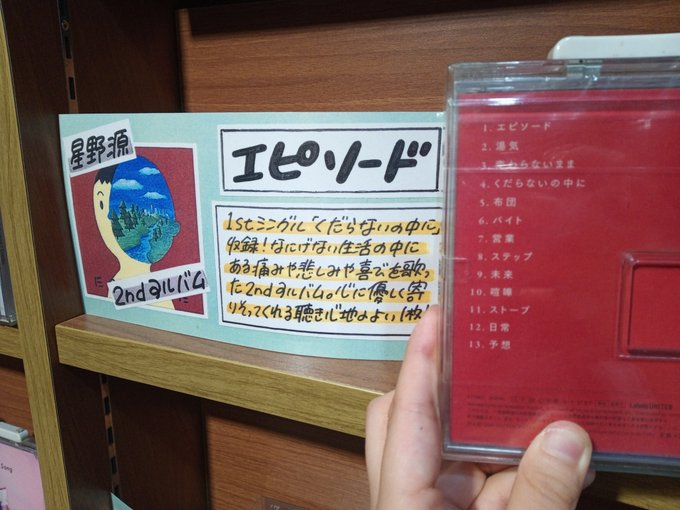 星野源
2ndアルバム
エピソード
1stシングル「くだらないの中に」
収録!なにげない生活の中に
ある痛みや悲しみや喜びを歌っ
た2ndアルバム。心に優しく寄
りそってくれる聴き心地のよい1枚!
1. エピソード
2. 湯気
3. 変わらないまま
4. くだらないの中に
5. 布団
6. バイト
7. 営業
8. ステップ
9. 未来
10. 喧嘩
11. ストーブ
12. 日常
13. 予想
Song